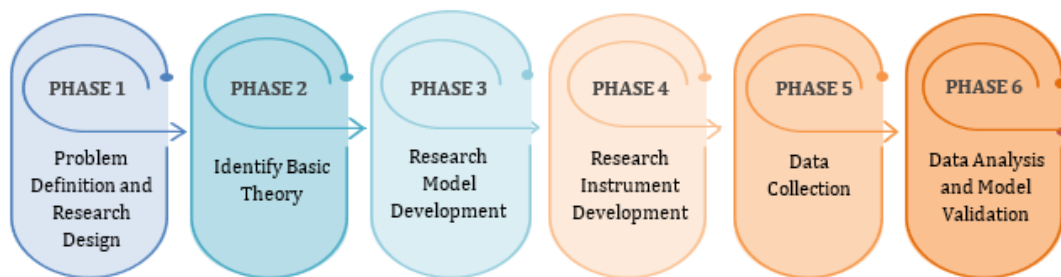 PHASE 1
Problem
Definition and
Research
Design
PHASE 2
Identify Basic
Theory
PHASE 3
Research
Model
Development
PHASE 4
Research
Instrument
Development
PHASE 5
Data
Collection
PHASE 6
Data Analysis
and Model
Validation